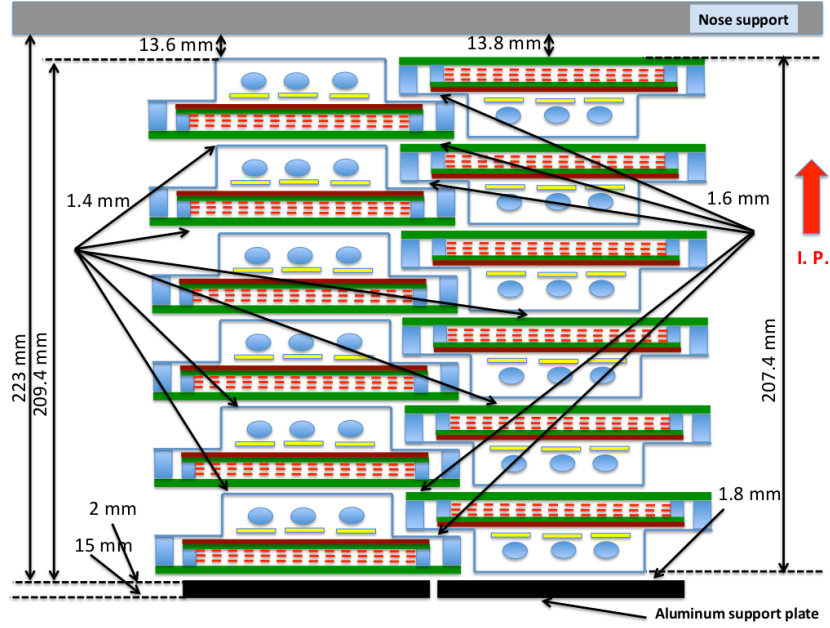 Nose support
13.6 mm
13.8 mm
1.4 mm
1.6 mm
I. P.
223 mm
209.4 mm
207.4 mm
2 mm
1.8 mm
15 mm
Aluminum support plate